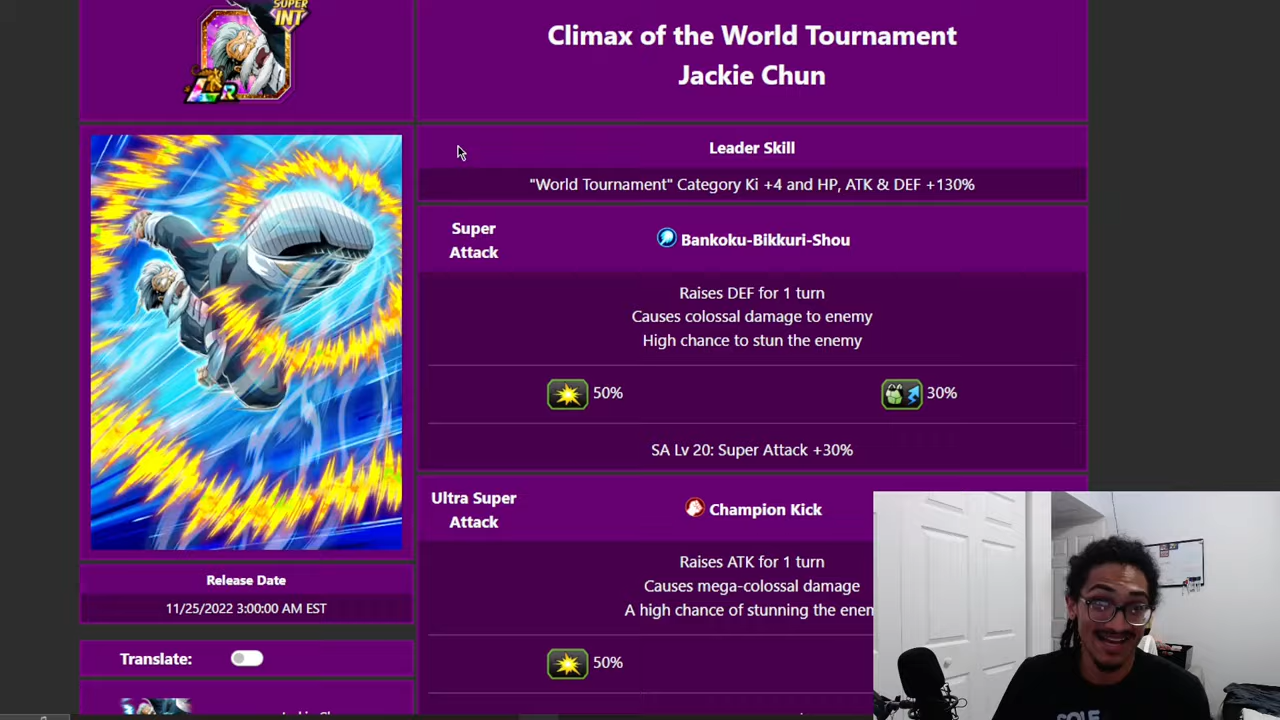 SUPER
INT
LR
Climax of the World Tournament
Jackie Chun
Leader Skill
"World Tournament" Category Ki +4 and HP, ATK & DEF +130%
Super
Attack
Bankoku-Bikkuri-Shou
Raises DEF for 1 turn
Causes colossal damage to enemy
High chance to stun the enemy
50%
30%
SA Lv 20: Super Attack +30%
Ultra Super
Attack
Champion Kick
Raises ATK for 1 turn
Causes mega-colossal damage
A high chance of stunning the
50%
Release Date
11/25/2022 3:00:00 AM EST
Translate: